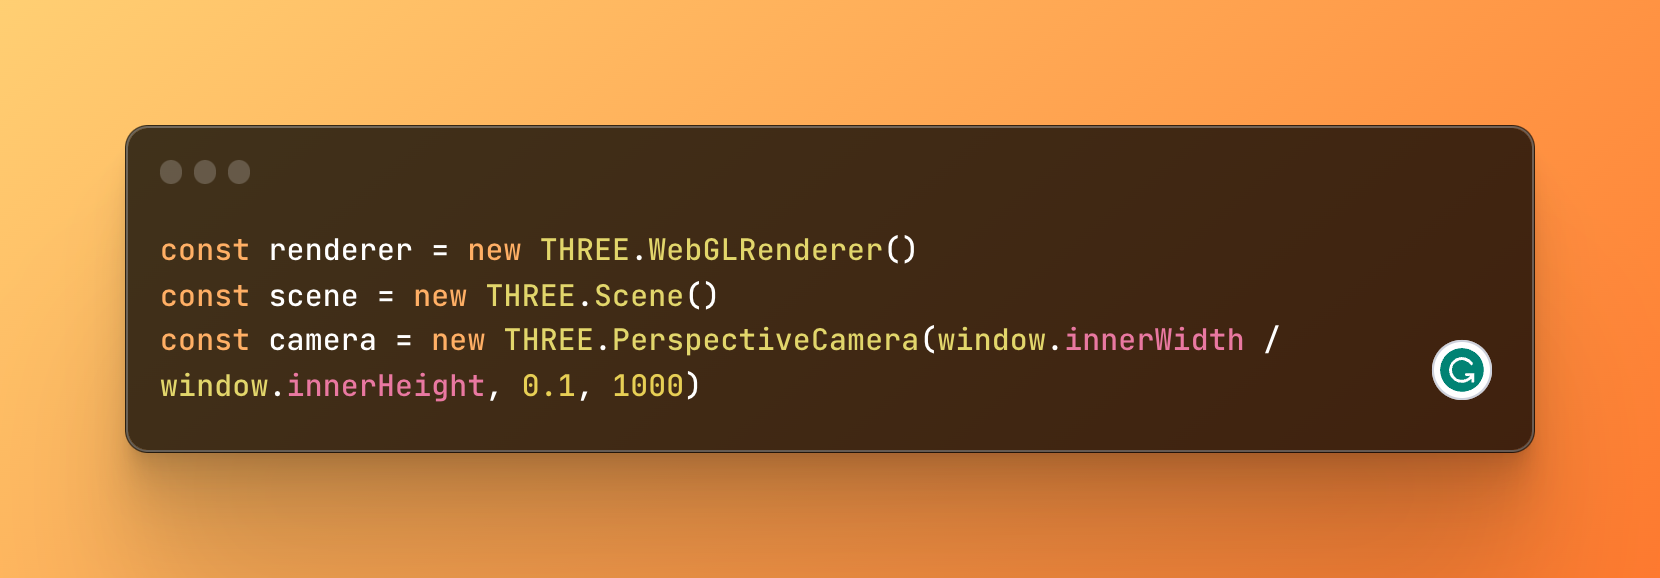 const renderer = new THREE.WebGLRenderer()
const scene = new THREE.Scene()
const camera = new THREE.PerspectiveCamera(window.innerWidth /
window.innerHeight, 0.1, 1000)